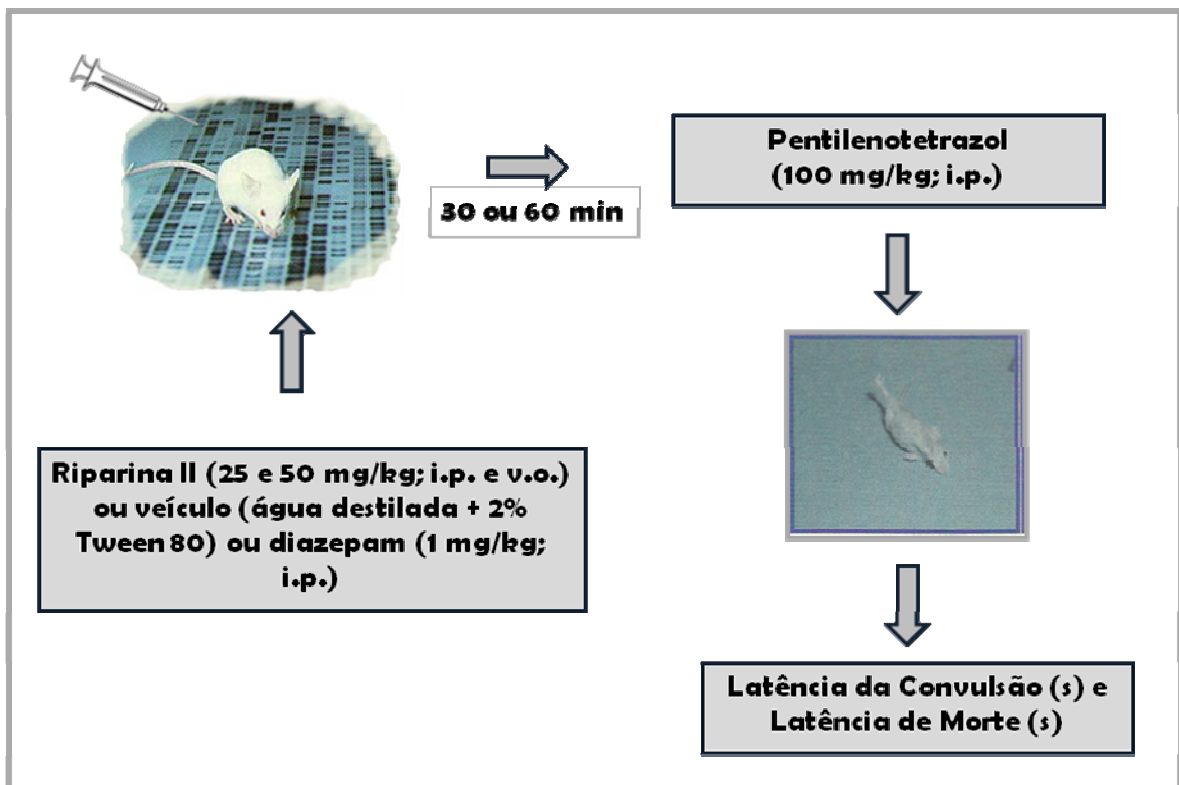 Pentilenotetrazol
(100 mg/kg; i.p.)
30 ou 60 min
Riparina II (25 e 50 mg/kg; i.p. e v.o.)
ou veículo (água destilada + 2%
Tween 80) ou diazepam (1 mg/kg;
i.p.)
Latência da Convulsão (s) e
Latência de Morte (s)